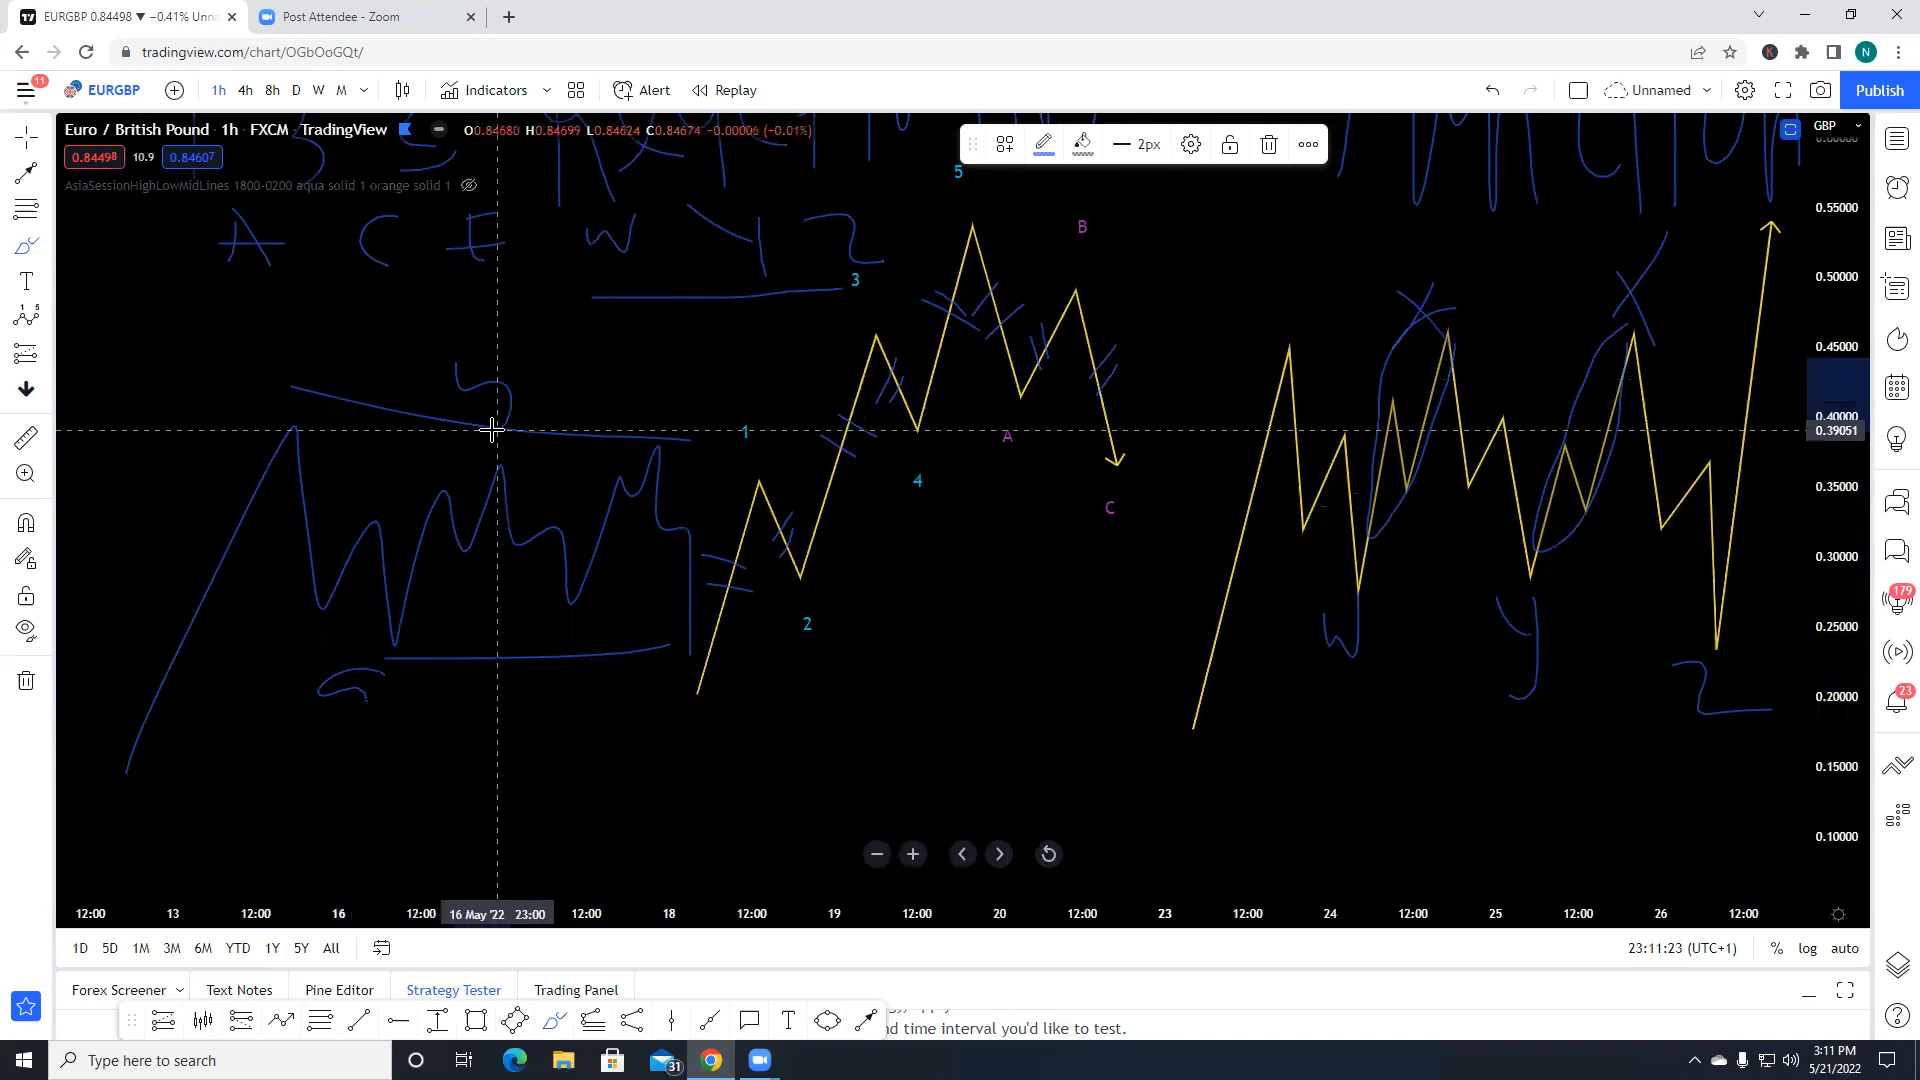 EURGBP 0.84498 ▼ −0.41% Unna
Post Attendee - Zoom
tradingview.com/chart/OGbOoGQt/
K
N
11
EURGBP
1h 4h 8h D W M
Indicators
Alert
Replay
Unnamed
Publish
Euro / British Pound · 1h · FXCM · TradingView
O0.84680 H0.84699 L0.84624 C0.84674 −0.00006 (−0.01%)
2px
GBP
0.84498 10.9 0.84607
AsiaSessionHighLowMidLines 1800-0200 aqua solid 1 orange solid 1
5
0.55000
A C E W Y Z
B
3
0.50000
0.45000
X
X
5
0.40000
0.39051
1
A
4
0.35000
C
0.30000
2
0.25000
W
y
z
0.20000
0.15000
0.10000
179
23
12:00 13 12:00 16 12:00 16 May '22 23:00 12:00 18 12:00 19 12:00 20 12:00 23 12:00 24 12:00 25 12:00 26 12:00
1D 5D 1M 3M 6M YTD 1Y 5Y All
23:11:23 (UTC+1) % log auto
Forex Screener Text Notes Pine Editor Strategy Tester Trading Panel
nd time interval you'd like to test.
Type here to search
31
3:11 PM
5/21/2022